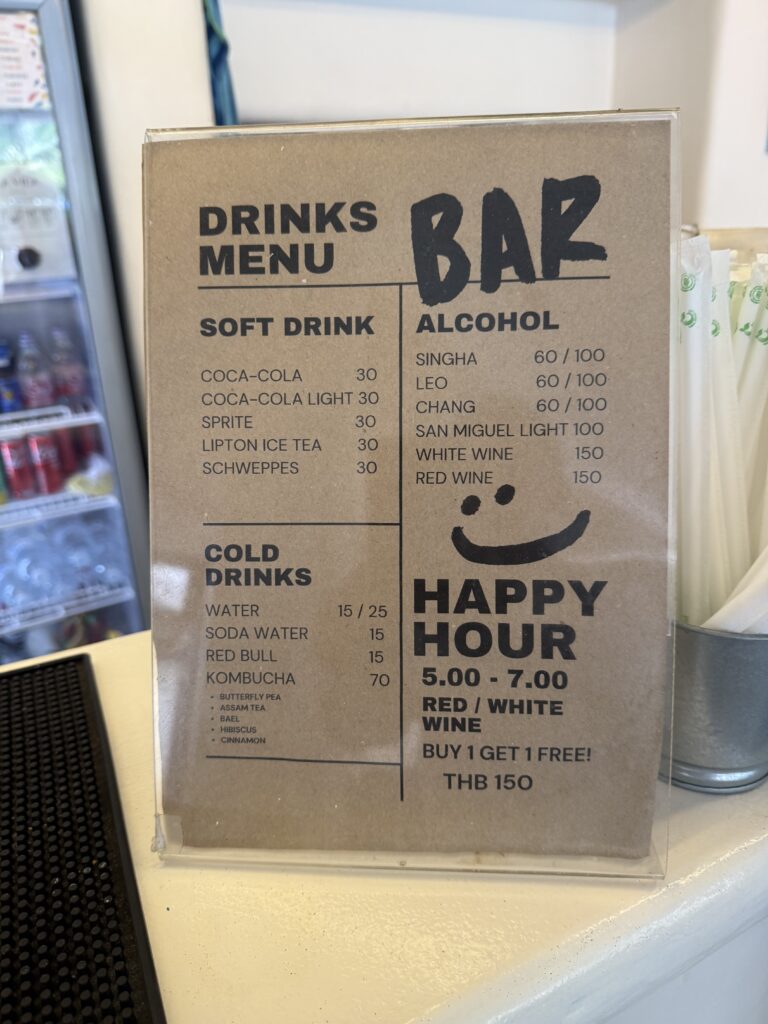 DRINKS
MENU
BAR
SOFT DRINK
COCA-COLA 30
COCA-COLA LIGHT 30
SPRITE 30
LIPTON ICE TEA 30
SCHWEPPES 30
COLD
DRINKS
WATER 15 / 25
SODA WATER 15
RED BULL 15
KOMBUCHA 70
• BUTTERFLY PEA
• ASSAM TEA
• BAEL
• HIBISCUS
• CINNAMON
ALCOHOL
SINGHA 60 / 100
LEO 60 / 100
CHANG 60 / 100
SAN MIGUEL LIGHT 100
WHITE WINE 150
RED WINE 150
HAPPY
HOUR
5.00 - 7.00
RED / WHITE
WINE
BUY 1 GET 1 FREE!
THB 150